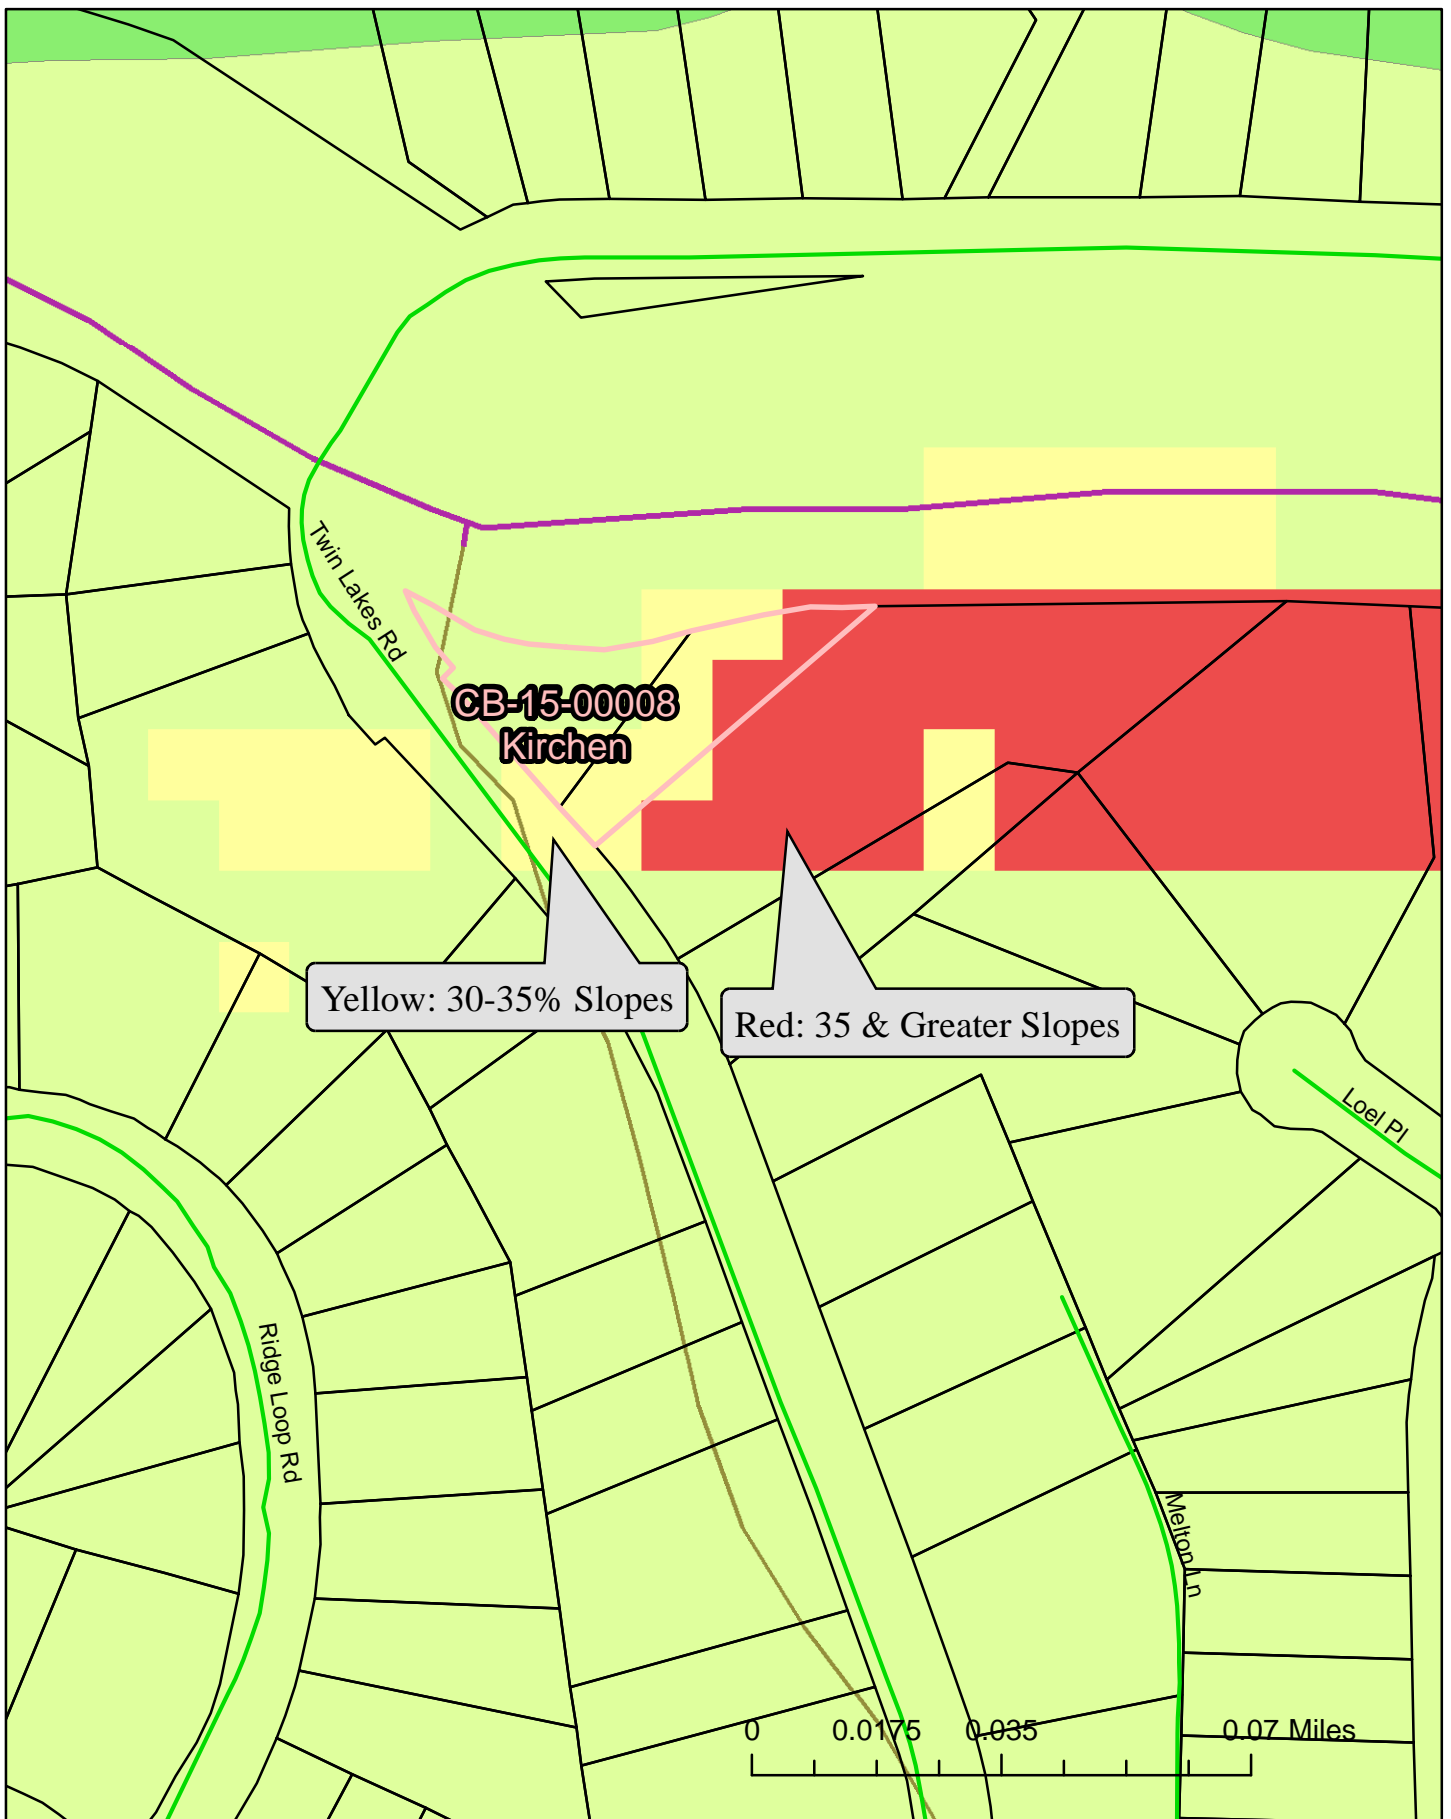 Twin Lakes Rd
CB-15-00008
Kirchen
Yellow: 30-35% Slopes
Red: 35 & Greater Slopes
Loel Pl
Ridge Loop Rd
Melton Ln
0 0.0175 0.035 0.07 Miles